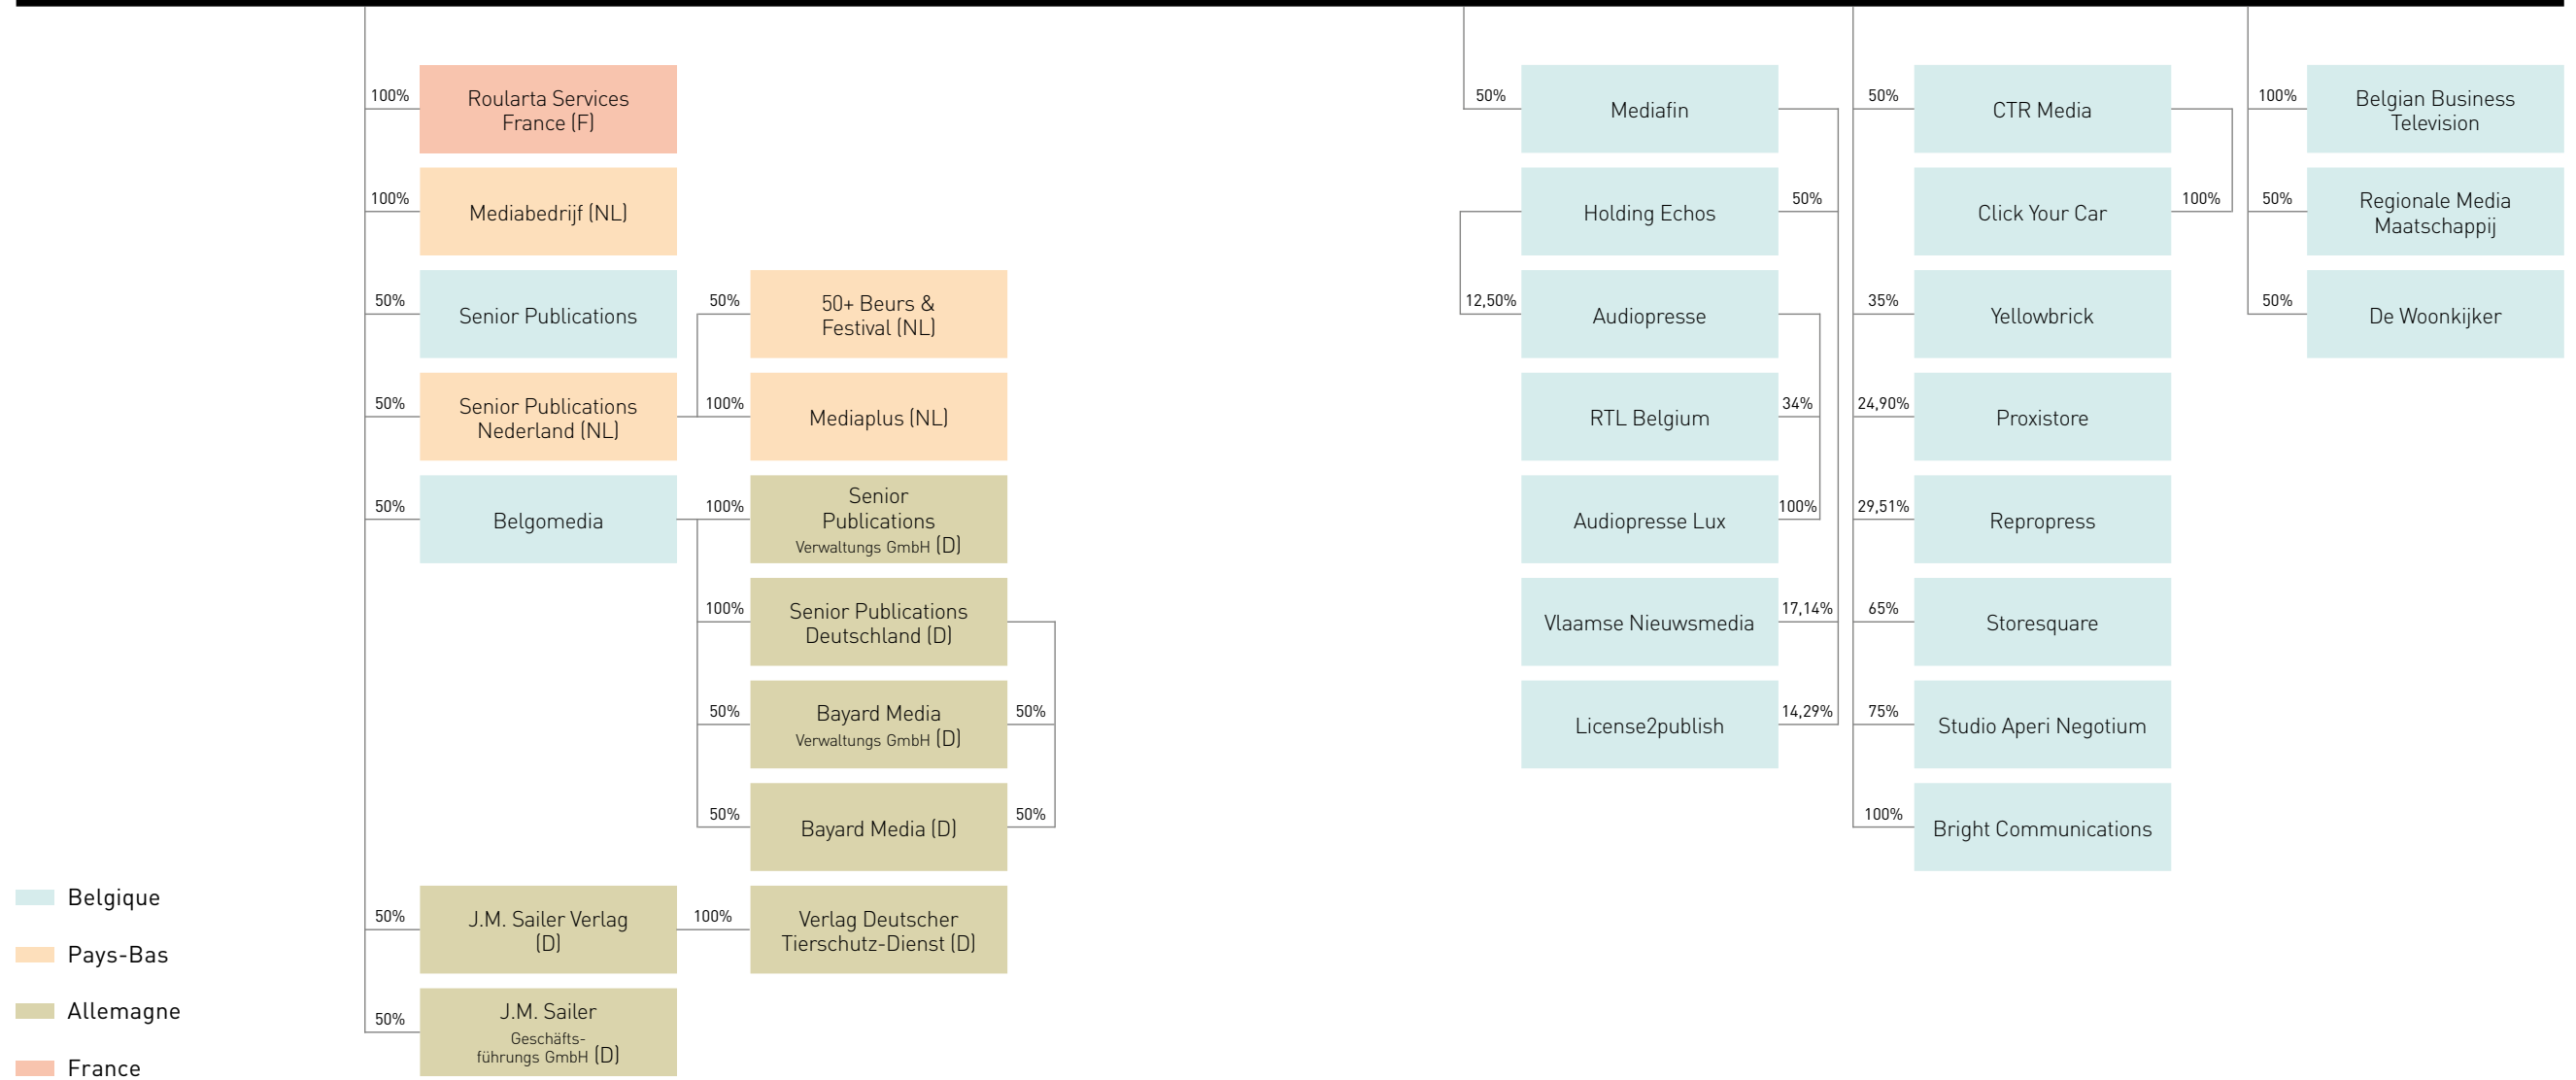 100%
Roularta Services
France (F)
100%
Mediabedrijf (NL)
50%
Senior Publications
50%
50+ Beurs &
Festival (NL)
50%
Senior Publications
Nederland (NL)
100%
Mediaplus (NL)
50%
Belgomedia
100%
Senior
Publications
Verwaltungs GmbH (D)
100%
Senior Publications
Deutschland (D)
50%
Bayard Media
Verwaltungs GmbH (D)
50%
50%
Bayard Media (D)
50%
50%
J.M. Sailer Verlag
(D)
100%
Verlag Deutscher
Tierschutz-Dienst (D)
50%
J.M. Sailer
Geschäfts-
führungs GmbH (D)
Belgique
Pays-Bas
Allemagne
France
50%
Mediafin
Holding Echos
50%
12,50%
Audiopresse
RTL Belgium
34%
Audiopresse Lux
100%
Vlaamse Nieuwsmedia
17,14%
License2publish
14,29%
50%
CTR Media
Click Your Car
100%
35%
Yellowbrick
24,90%
Proxistore
29,51%
Repropress
65%
Storesquare
75%
Studio Aperi Negotium
100%
Bright Communications
100%
Belgian Business
Television
50%
Regionale Media
Maatschappij
50%
De Woonkijker